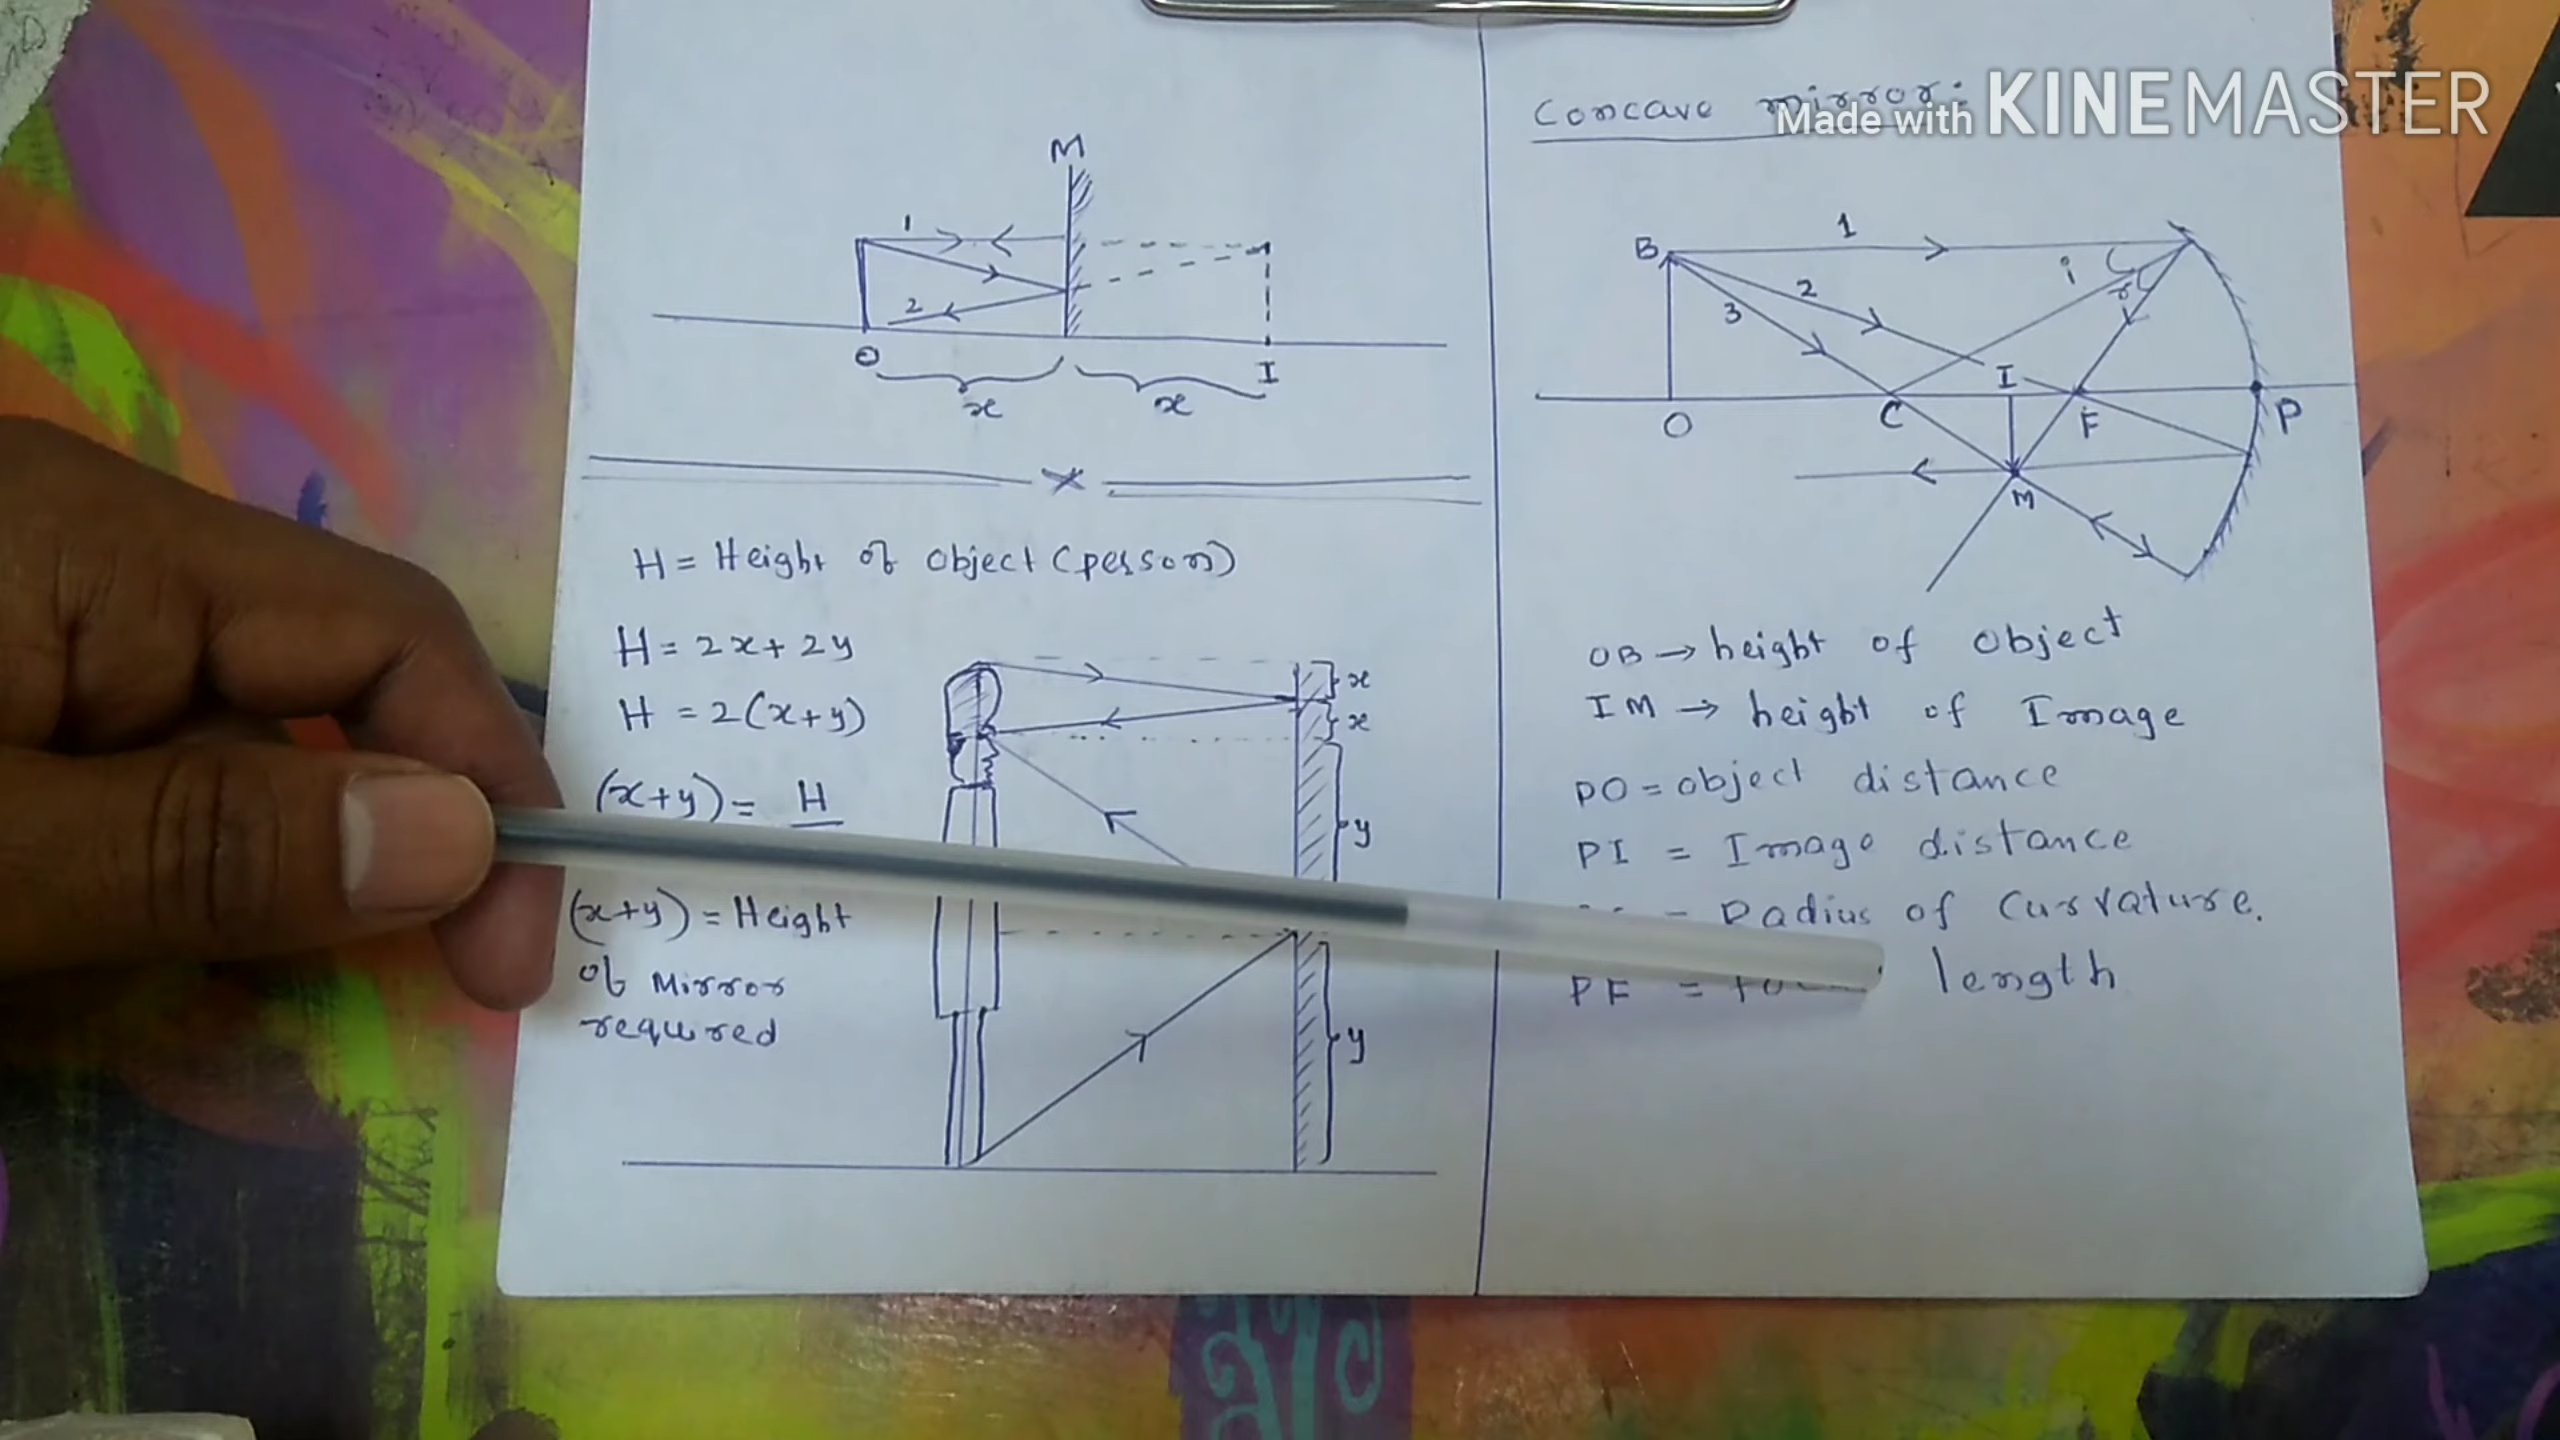 M
1
2
O
I
x
x
H = Height of object (person)
H = 2x + 2y
H = 2(x+y)
(x+y) = H
(x+y) = Height
of Mirror
required
x
x
y
y
Concave mirror:
Made with KINEMASTER
B
1
2
3
i
r
I
O
C
F
P
M
OB → height of object
IM → height of Image
PO = object distance
PI = Image distance
= Radius of Curvature.
PF = length